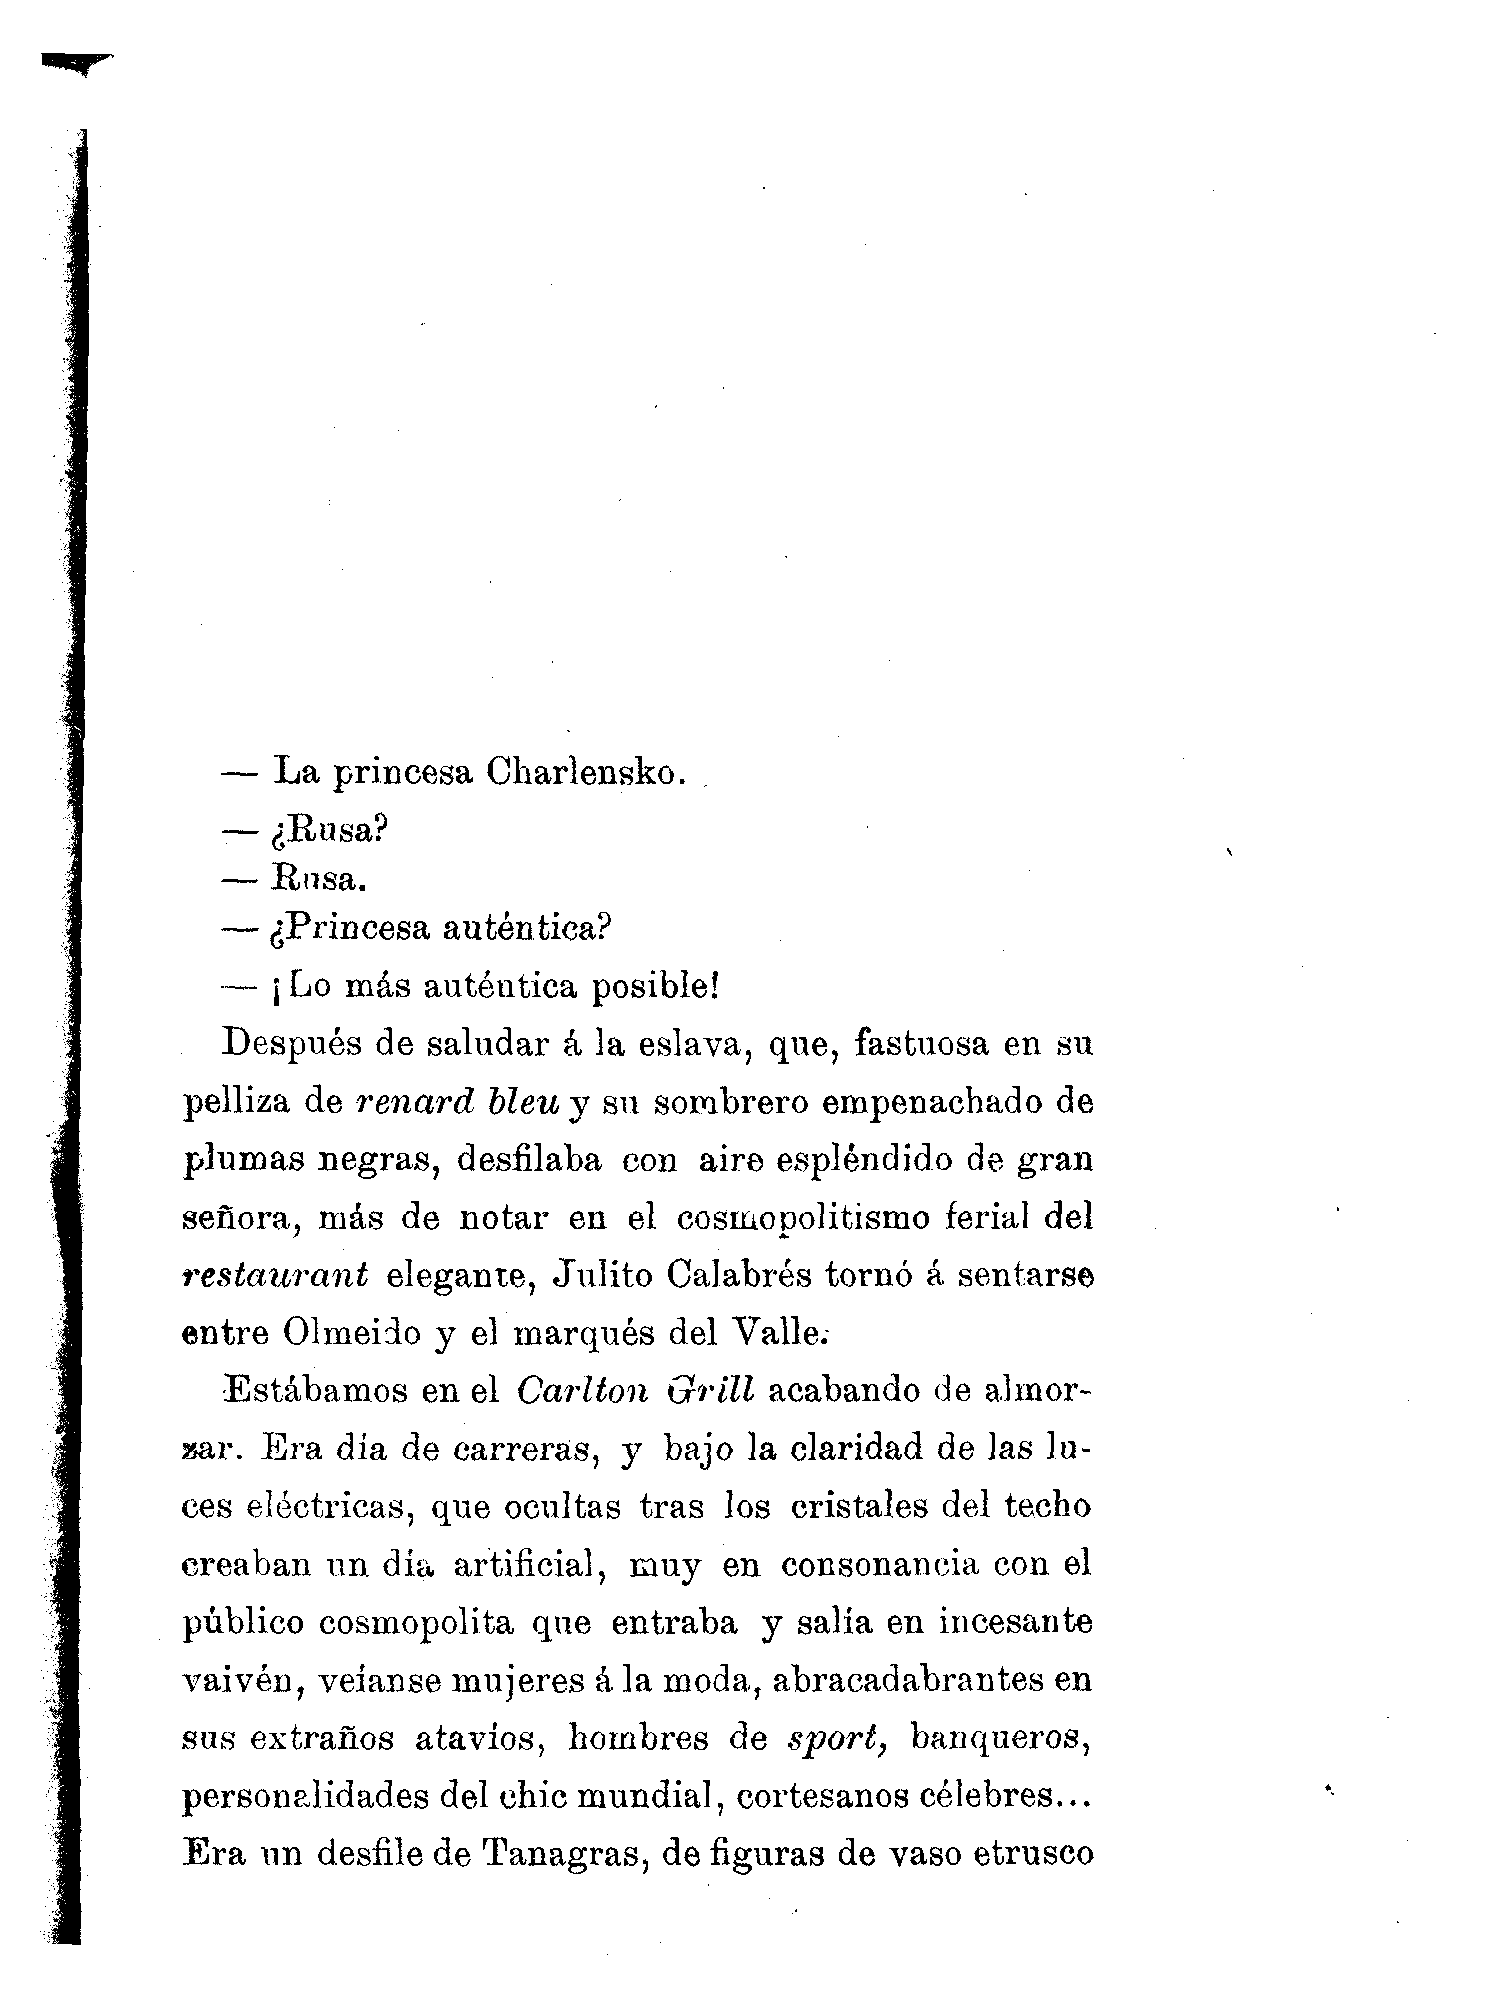 — La princesa Charlensko.
— ¿Rusa?
— Rusa.
— ¿Princesa auténtica?
— ¡Lo más auténtica posible!
Después de saludar á la eslava, que, fastuosa en su
pelliza de renard bleu y su sombrero empenachado de
plumas negras, desfilaba con aire espléndido de gran
señora, más de notar en el cosmopolitismo ferial del
restaurant elegante, Julito Calabrés tornó á sentarse
entre Olmeido y el marqués del Valle.
Estábamos en el Carlton Grill acabando de almor-
zar. Era día de carreras, y bajo la claridad de las lu-
ces eléctricas, que ocultas tras los cristales del techo
creaban un día artificial, muy en consonancia con el
público cosmopolita que entraba y salía en incesante
vaivén, veíanse mujeres á la moda, abracadabrantes en
sus extraños atavíos, hombres de sport, banqueros,
personalidades del chic mundial, cortesanos célebres...
Era un desfile de Tanagras, de figuras de vaso etrusco